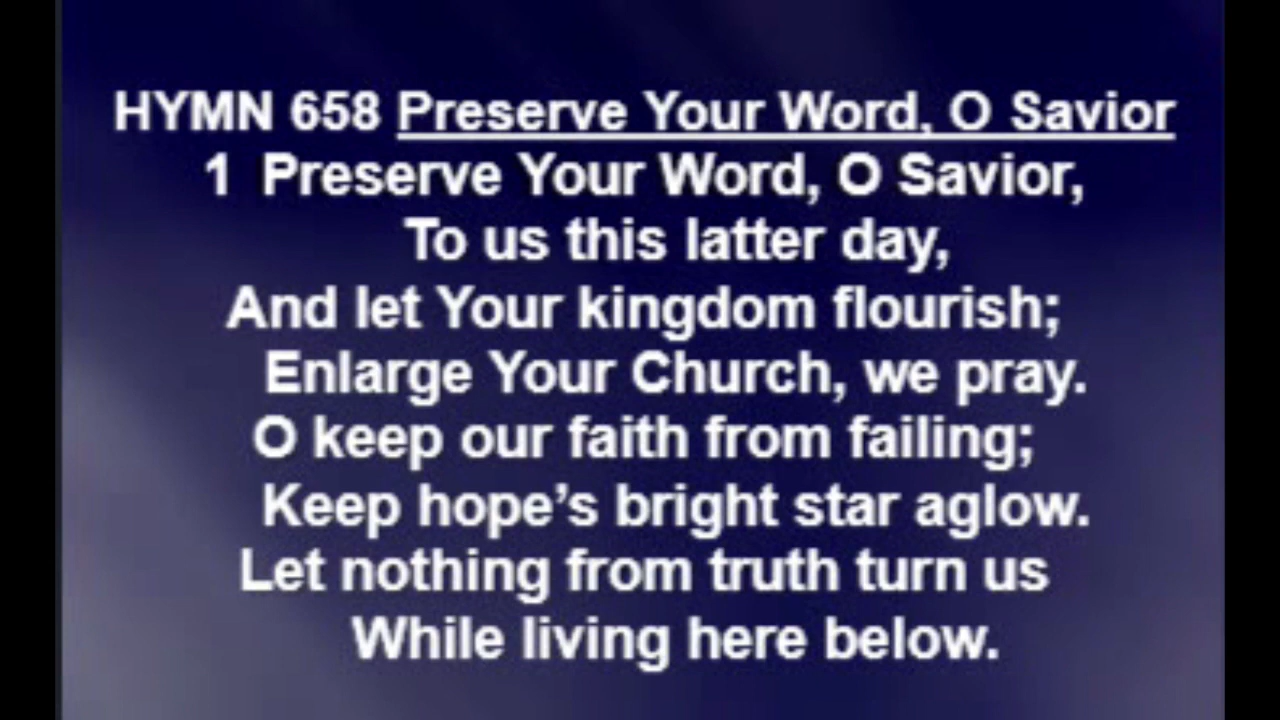 HYMN 658 Preserve Your Word, O Savior
1 Preserve Your Word, O Savior,
To us this latter day,
And let Your kingdom flourish;
Enlarge Your Church, we pray.
O keep our faith from failing;
Keep hope’s bright star aglow.
Let nothing from truth turn us
While living here below.